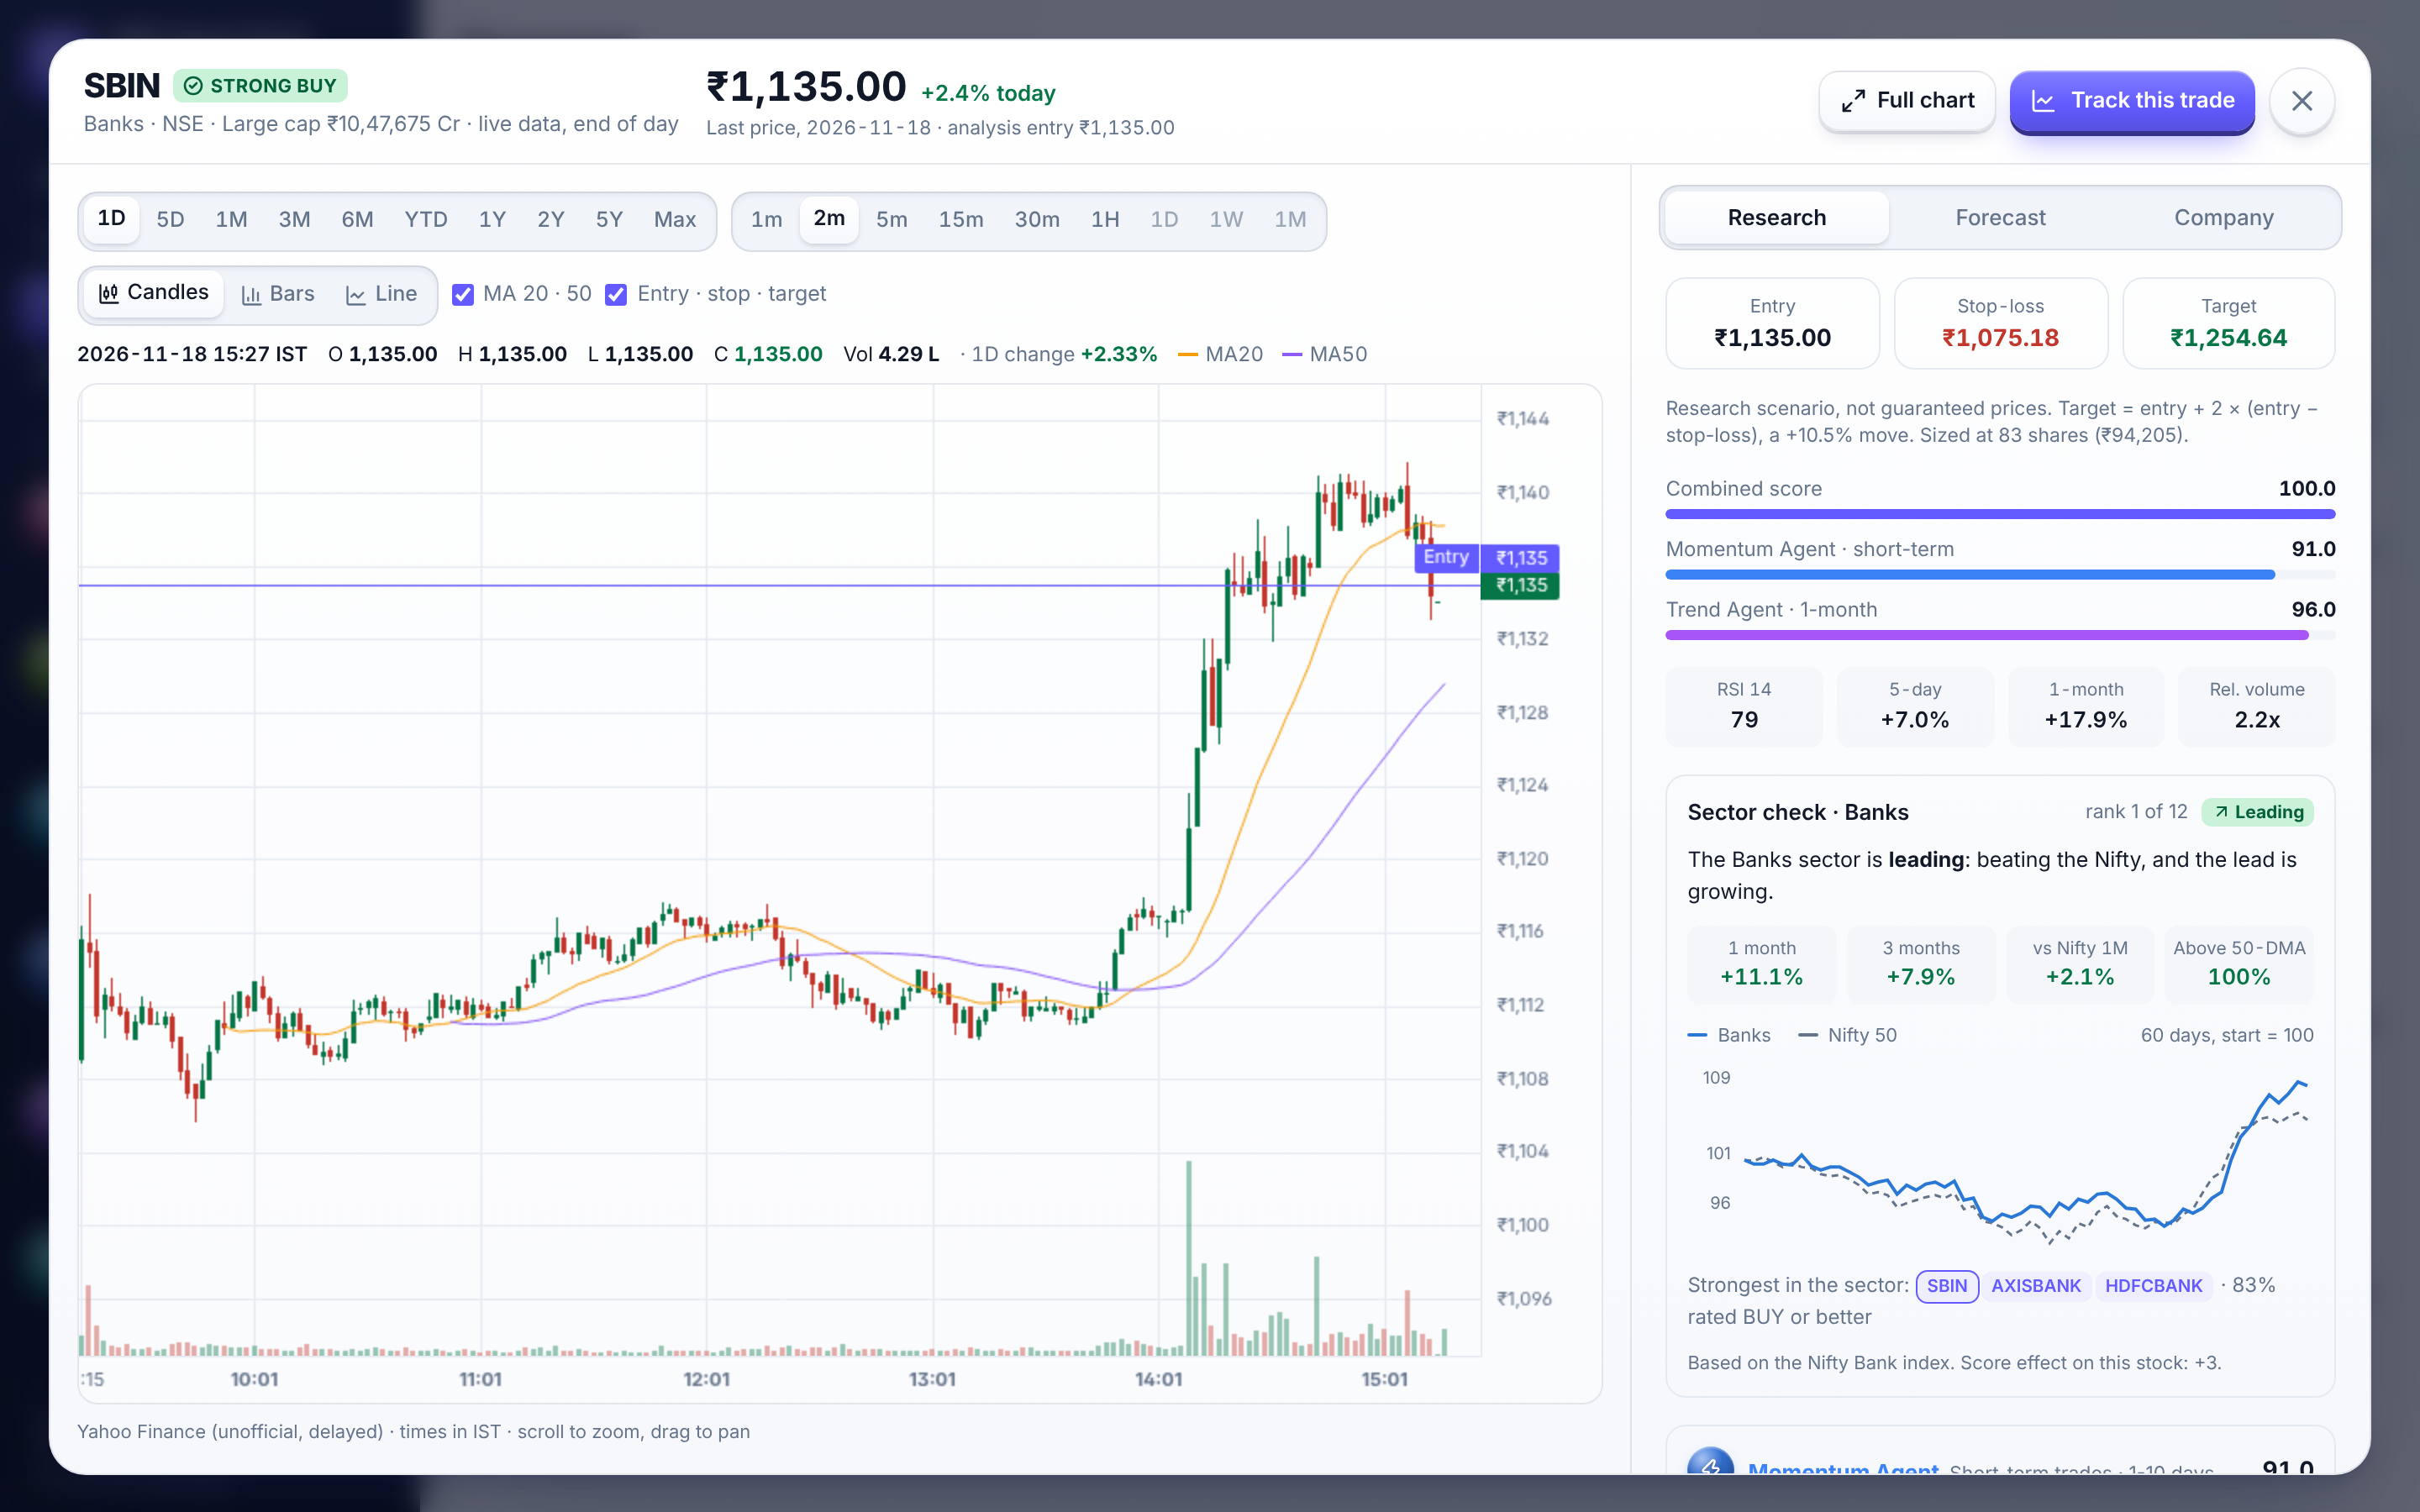 SBIN STRONG BUY
Banks · NSE · Large cap ₹10,47,675 Cr · live data, end of day
₹1,135.00 +2.4% today
Last price, 2026-11-18 · analysis entry ₹1,135.00
Full chart
Track this trade
1D 5D 1M 3M 6M YTD 1Y 2Y 5Y Max
1m 2m 5m 15m 30m 1H 1D 1W 1M
Candles Bars Line
MA 20 · 50 Entry · stop · target
2026-11-18 15:27 IST O 1,135.00 H 1,135.00 L 1,135.00 C 1,135.00 Vol 4.29 L · 1D change +2.33% MA20 MA50
₹1,144
₹1,140
Entry ₹1,135
₹1,135
₹1,132
₹1,128
₹1,124
₹1,120
₹1,116
₹1,112
₹1,108
₹1,104
₹1,100
₹1,096
:15 10:01 11:01 12:01 13:01 14:01 15:01
Yahoo Finance (unofficial, delayed) · times in IST · scroll to zoom, drag to pan
Research Forecast Company
Entry Stop-loss Target
₹1,135.00 ₹1,075.18 ₹1,254.64
Research scenario, not guaranteed prices. Target = entry + 2 × (entry −
stop-loss), a +10.5% move. Sized at 83 shares (₹94,205).
Combined score 100.0
Momentum Agent · short-term 91.0
Trend Agent · 1-month 96.0
RSI 14 5-day 1-month Rel. volume
79 +7.0% +17.9% 2.2x
Sector check · Banks rank 1 of 12 Leading
The Banks sector is leading: beating the Nifty, and the lead is
growing.
1 month 3 months vs Nifty 1M Above 50-DMA
+11.1% +7.9% +2.1% 100%
Banks Nifty 50 60 days, start = 100
109
101
96
Strongest in the sector: SBIN AXISBANK HDFCBANK · 83%
rated BUY or better
Based on the Nifty Bank index. Score effect on this stock: +3.
Momentum Agent Short-term trades · 1-10 days 91.0